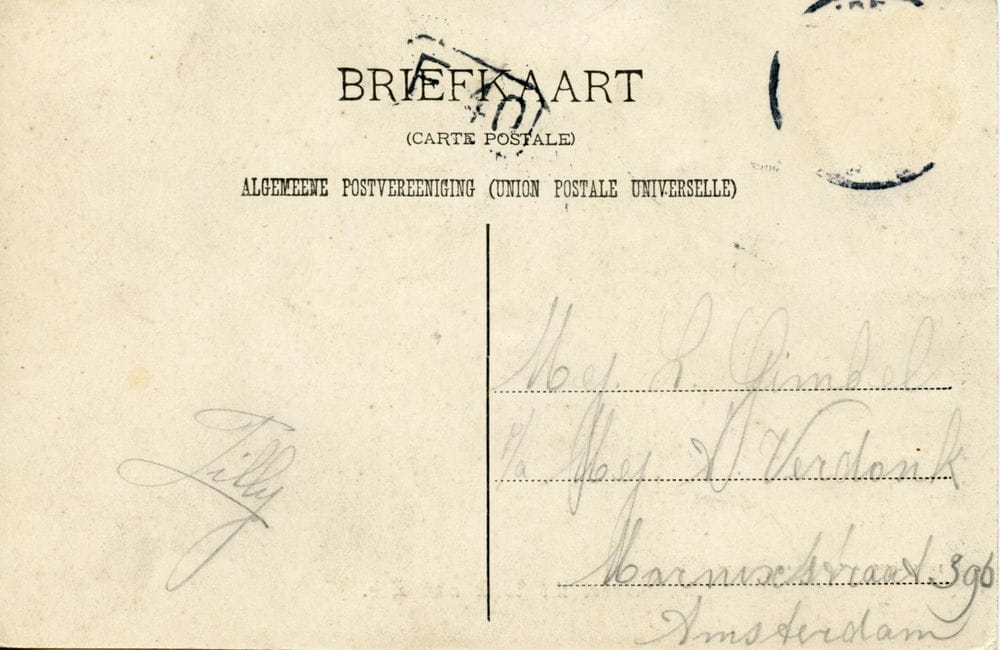 BRIEFKAART
(CARTE POSTALE)
ALGEMEENE POSTVEREENIGING (UNION POSTALE UNIVERSELLE)
Mej. L. Gimbel
p/a Mej. V. Verdonk
Marnixstraat. 396
Amsterdam
Tilly